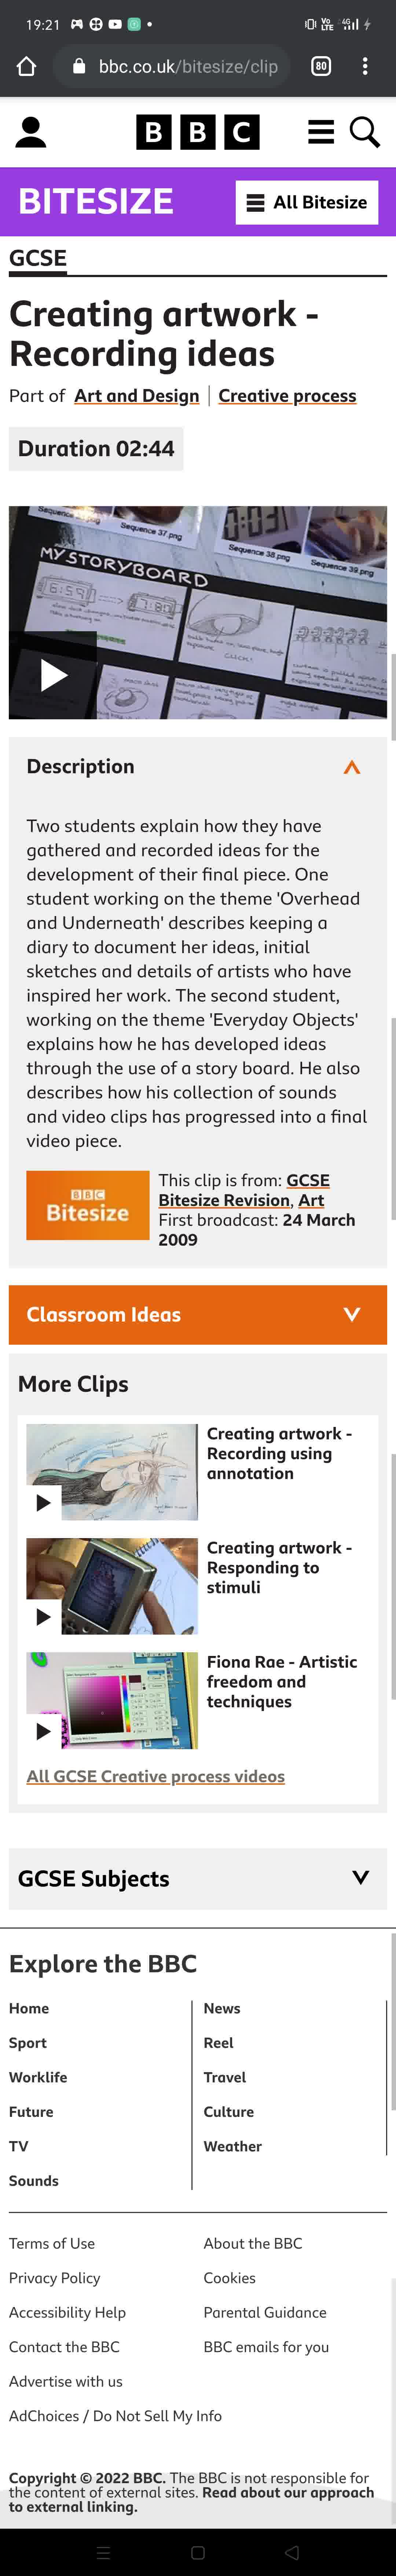 19:21
Vo LTE 4G
bbc.co.uk/bitesize/clip
80
BBC
BITESIZE
All Bitesize
GCSE
Creating artwork -
Recording ideas
Part of Art and Design | Creative process
Duration 02:44
Sequence 37.png
Sequence 38.png
Sequence 39.png
MY STORYBOARD
CLICK!
Description
Two students explain how they have
gathered and recorded ideas for the
development of their final piece. One
student working on the theme 'Overhead
and Underneath' describes keeping a
diary to document her ideas, initial
sketches and details of artists who have
inspired her work. The second student,
working on the theme 'Everyday Objects'
explains how he has developed ideas
through the use of a story board. He also
describes how his collection of sounds
and video clips has progressed into a final
video piece.
BBC
Bitesize
This clip is from: GCSE
Bitesize Revision, Art
First broadcast: 24 March
2009
Classroom Ideas
More Clips
Creating artwork -
Recording using
annotation
Creating artwork -
Responding to
stimuli
Fiona Rae - Artistic
freedom and
techniques
All GCSE Creative process videos
GCSE Subjects
Explore the BBC
Home
News
Sport
Reel
Worklife
Travel
Future
Culture
TV
Weather
Sounds
Terms of Use
About the BBC
Privacy Policy
Cookies
Accessibility Help
Parental Guidance
Contact the BBC
BBC emails for you
Advertise with us
AdChoices / Do Not Sell My Info
Copyright © 2022 BBC. The BBC is not responsible for
the content of external sites. Read about our approach
to external linking.